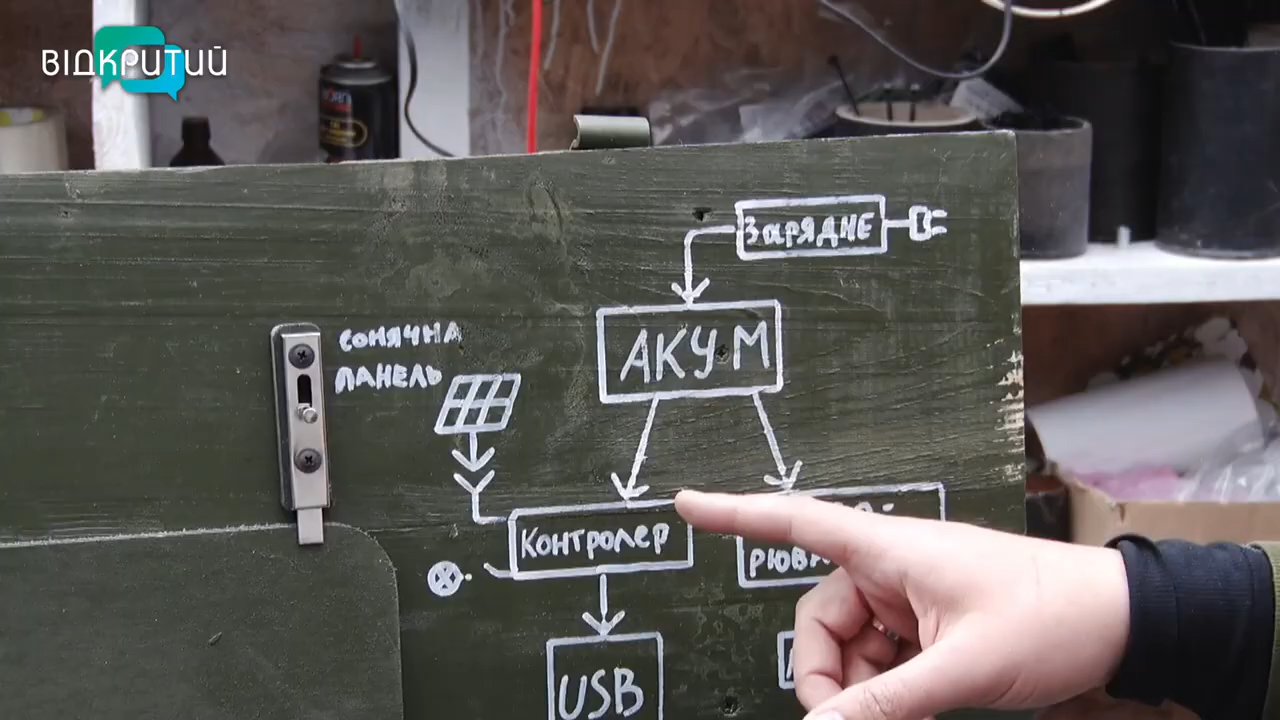 ВІДКРИТИЙ
ЗАРЯДНЕ
АКУМ
СОНЯЧНА
ПАНЕЛЬ
КОНТРОЛЕР
USB